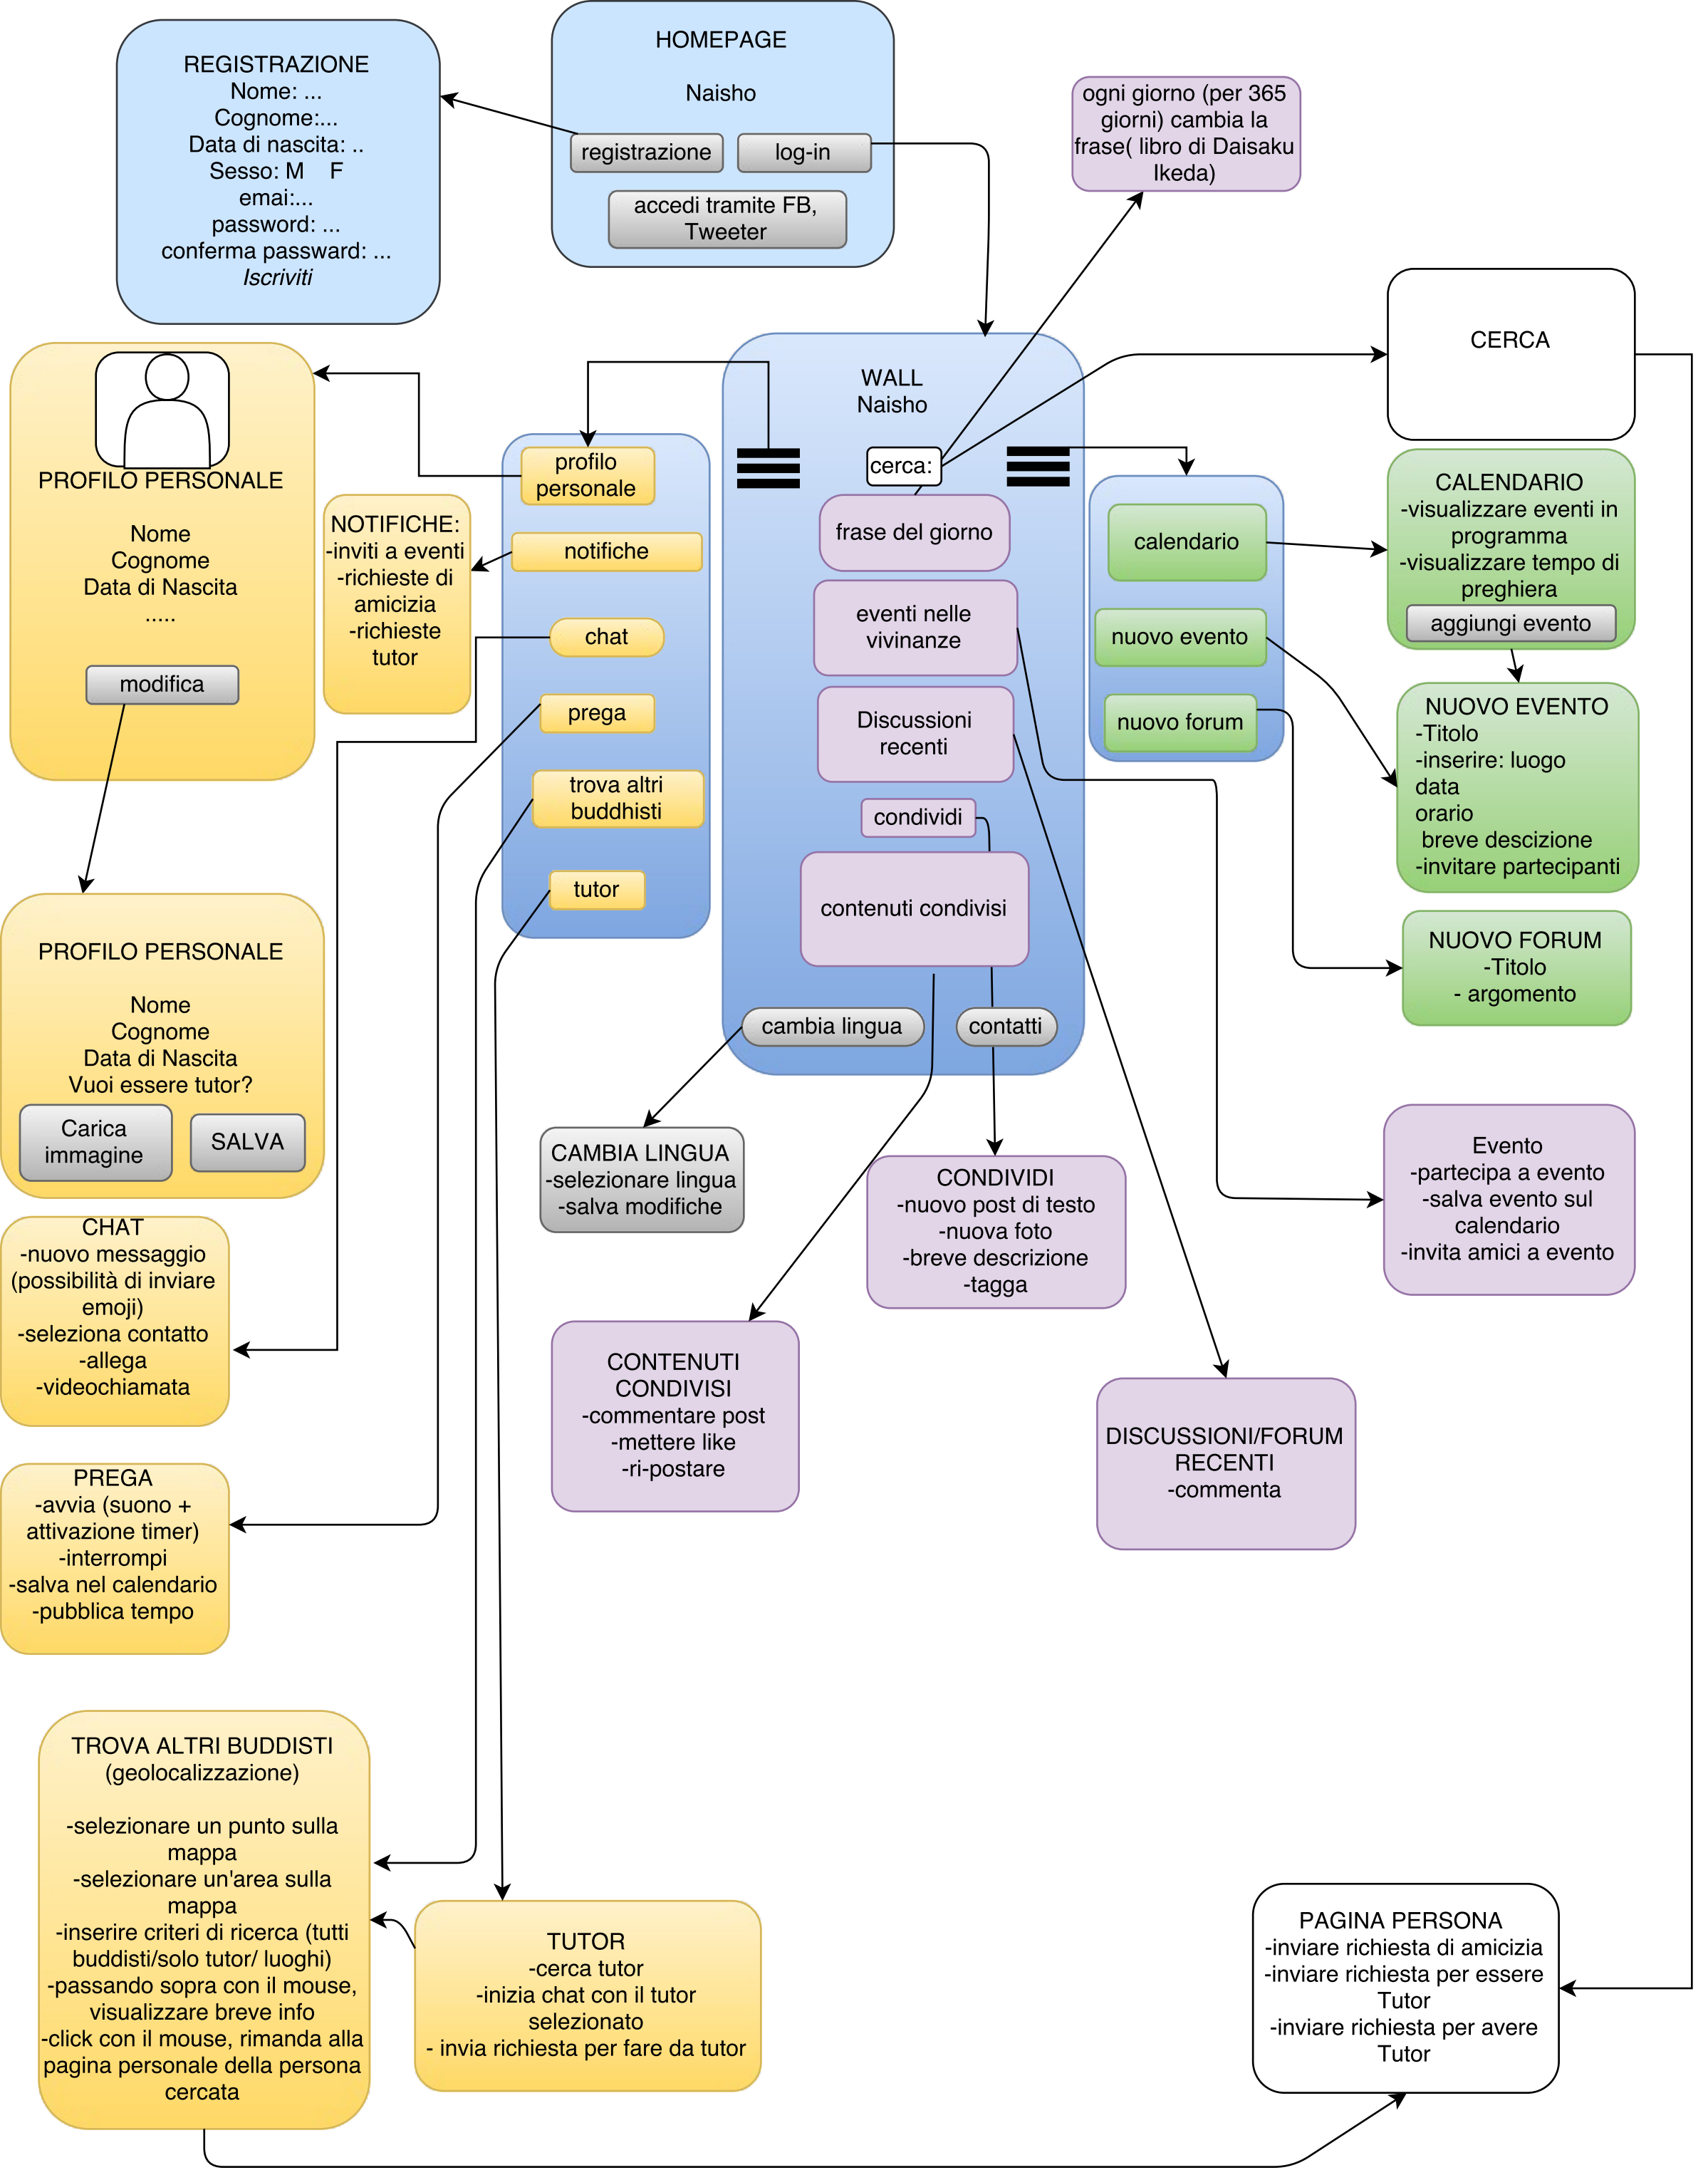 HOMEPAGE
Naisho
registrazione
log-in
accedi tramite FB,
Tweeter
REGISTRAZIONE
Nome: ...
Cognome:...
Data di nascita: ..
Sesso: M    F
emai:...
password: ...
conferma passward: ...
Iscriviti
ogni giorno (per 365
giorni) cambia la
frase( libro di Daisaku
Ikeda)
CERCA
WALL
Naisho
cerca:
frase del giorno
eventi nelle
vivinanze
Discussioni
recenti
condividi
contenuti condivisi
cambia lingua
contatti
profilo
personale
notifiche
chat
prega
trova altri
buddhisti
tutor
calendario
nuovo evento
nuovo forum
PROFILO PERSONALE
Nome
Cognome
Data di Nascita
.....
modifica
NOTIFICHE:
-inviti a eventi
-richieste di
amicizia
-richieste
tutor
CALENDARIO
-visualizzare eventi in
programma
-visualizzare tempo di
preghiera
aggiungi evento
NUOVO EVENTO
-Titolo
-inserire: luogo
data
orario
breve descizione
-invitare partecipanti
NUOVO FORUM
-Titolo
- argomento
PROFILO PERSONALE
Nome
Cognome
Data di Nascita
Vuoi essere tutor?
Carica
immagine
SALVA
CAMBIA LINGUA
-selezionare lingua
-salva modifiche
CONDIVIDI
-nuovo post di testo
-nuova foto
-breve descrizione
-tagga
Evento
-partecipa a evento
-salva evento sul
calendario
-invita amici a evento
CHAT
-nuovo messaggio
(possibilità di inviare
emoji)
-seleziona contatto
-allega
-videochiamata
CONTENUTI
CONDIVISI
-commentare post
-mettere like
-ri-postare
DISCUSSIONI/FORUM
RECENTI
-commenta
PREGA
-avvia (suono +
attivazione timer)
-interrompi
-salva nel calendario
-pubblica tempo
TROVA ALTRI BUDDISTI
(geolocalizzazione)
-selezionare un punto sulla
mappa
-selezionare un'area sulla
mappa
-inserire criteri di ricerca (tutti
buddisti/solo tutor/ luoghi)
-passando sopra con il mouse,
visualizzare breve info
-click con il mouse, rimanda alla
pagina personale della persona
cercata
TUTOR
-cerca tutor
-inizia chat con il tutor
selezionato
- invia richiesta per fare da tutor
PAGINA PERSONA
-inviare richiesta di amicizia
-inviare richiesta per essere
Tutor
-inviare richiesta per avere
Tutor